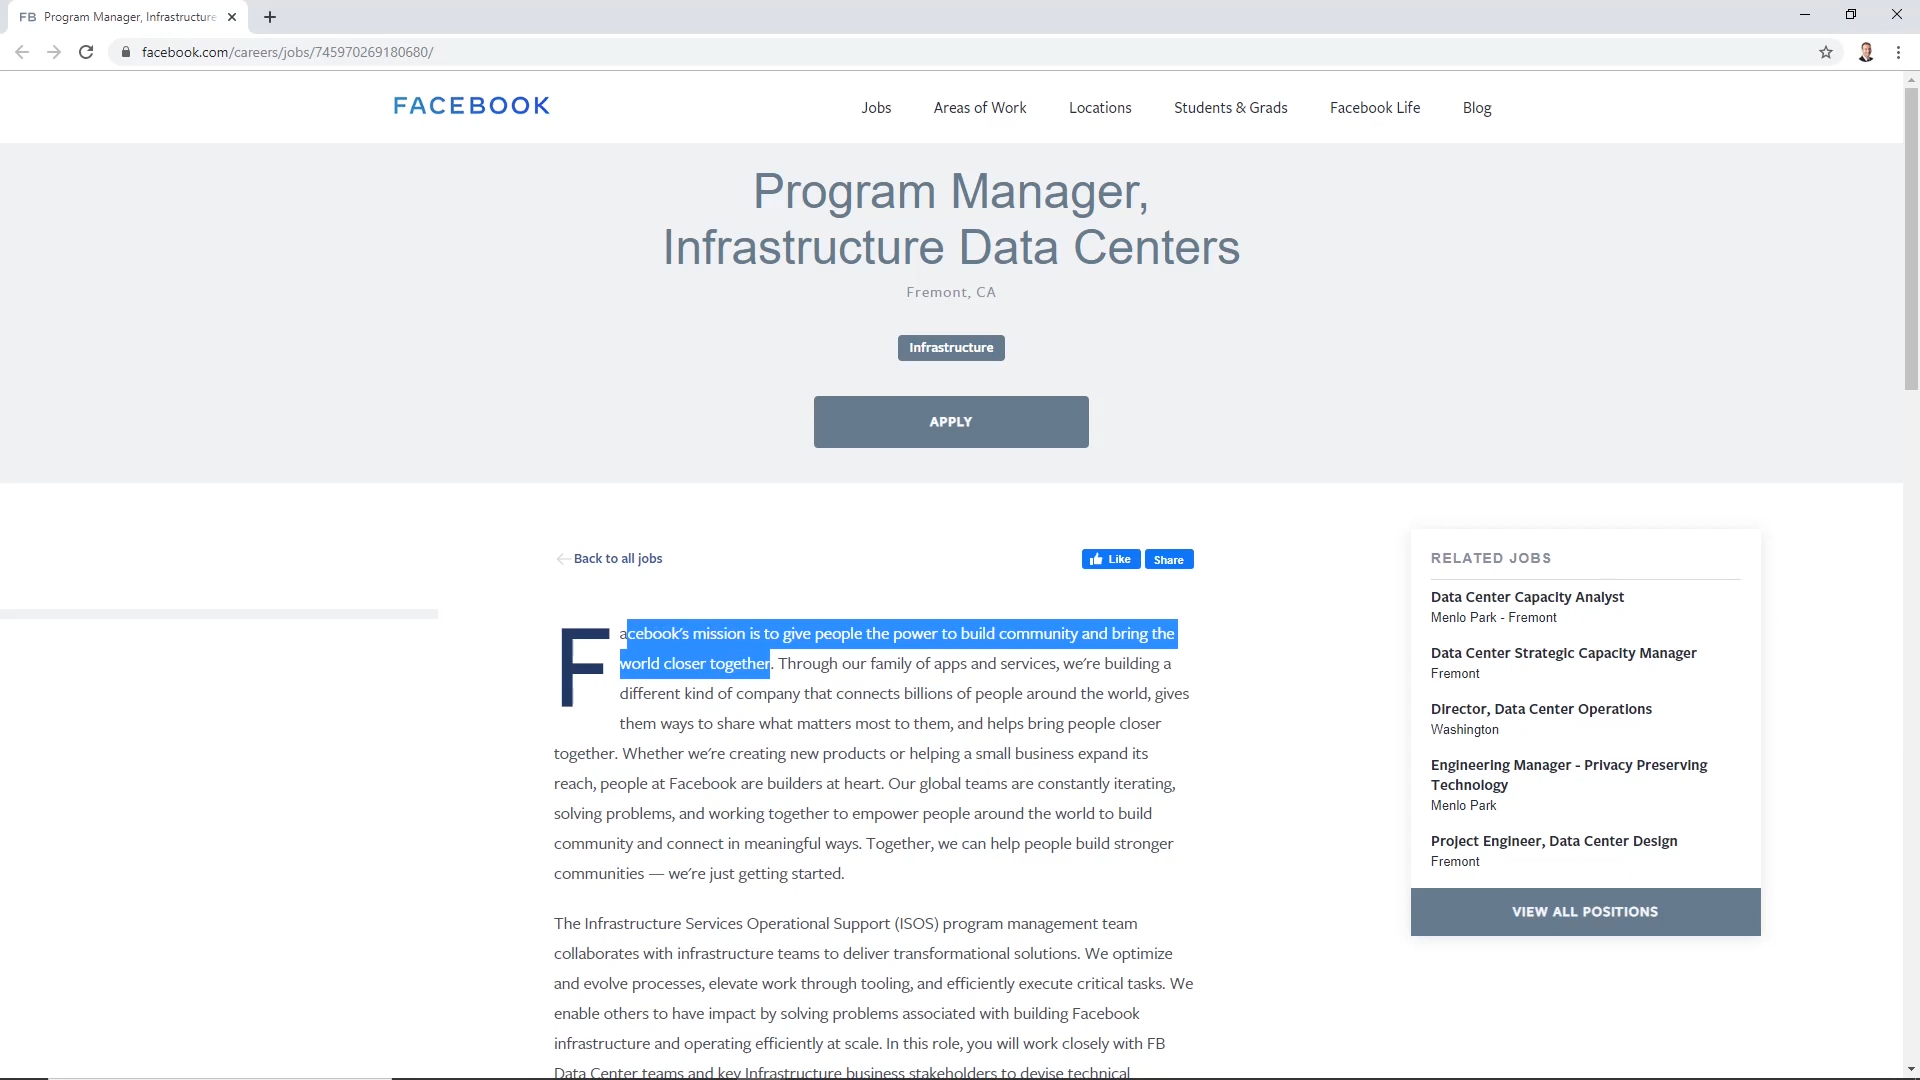 FB Program Manager, Infrastructure
facebook.com/careers/jobs/745970269180680/
FACEBOOK
Jobs
Areas of Work
Locations
Students & Grads
Facebook Life
Blog
Program Manager,
Infrastructure Data Centers
Fremont, CA
Infrastructure
APPLY
Back to all jobs
Like
Share
Facebook's mission is to give people the power to build community and bring the
world closer together. Through our family of apps and services, we're building a
different kind of company that connects billions of people around the world, gives
them ways to share what matters most to them, and helps bring people closer
together. Whether we're creating new products or helping a small business expand its
reach, people at Facebook are builders at heart. Our global teams are constantly iterating,
solving problems, and working together to empower people around the world to build
community and connect in meaningful ways. Together, we can help people build stronger
communities — we're just getting started.
The Infrastructure Services Operational Support (ISOS) program management team
collaborates with infrastructure teams to deliver transformational solutions. We optimize
and evolve processes, elevate work through tooling, and efficiently execute critical tasks. We
enable others to have impact by solving problems associated with building Facebook
infrastructure and operating efficiently at scale. In this role, you will work closely with FB
Data Center teams and key Infrastructure business stakeholders to devise technical
RELATED JOBS
Data Center Capacity Analyst
Menlo Park - Fremont
Data Center Strategic Capacity Manager
Fremont
Director, Data Center Operations
Washington
Engineering Manager - Privacy Preserving
Technology
Menlo Park
Project Engineer, Data Center Design
Fremont
VIEW ALL POSITIONS